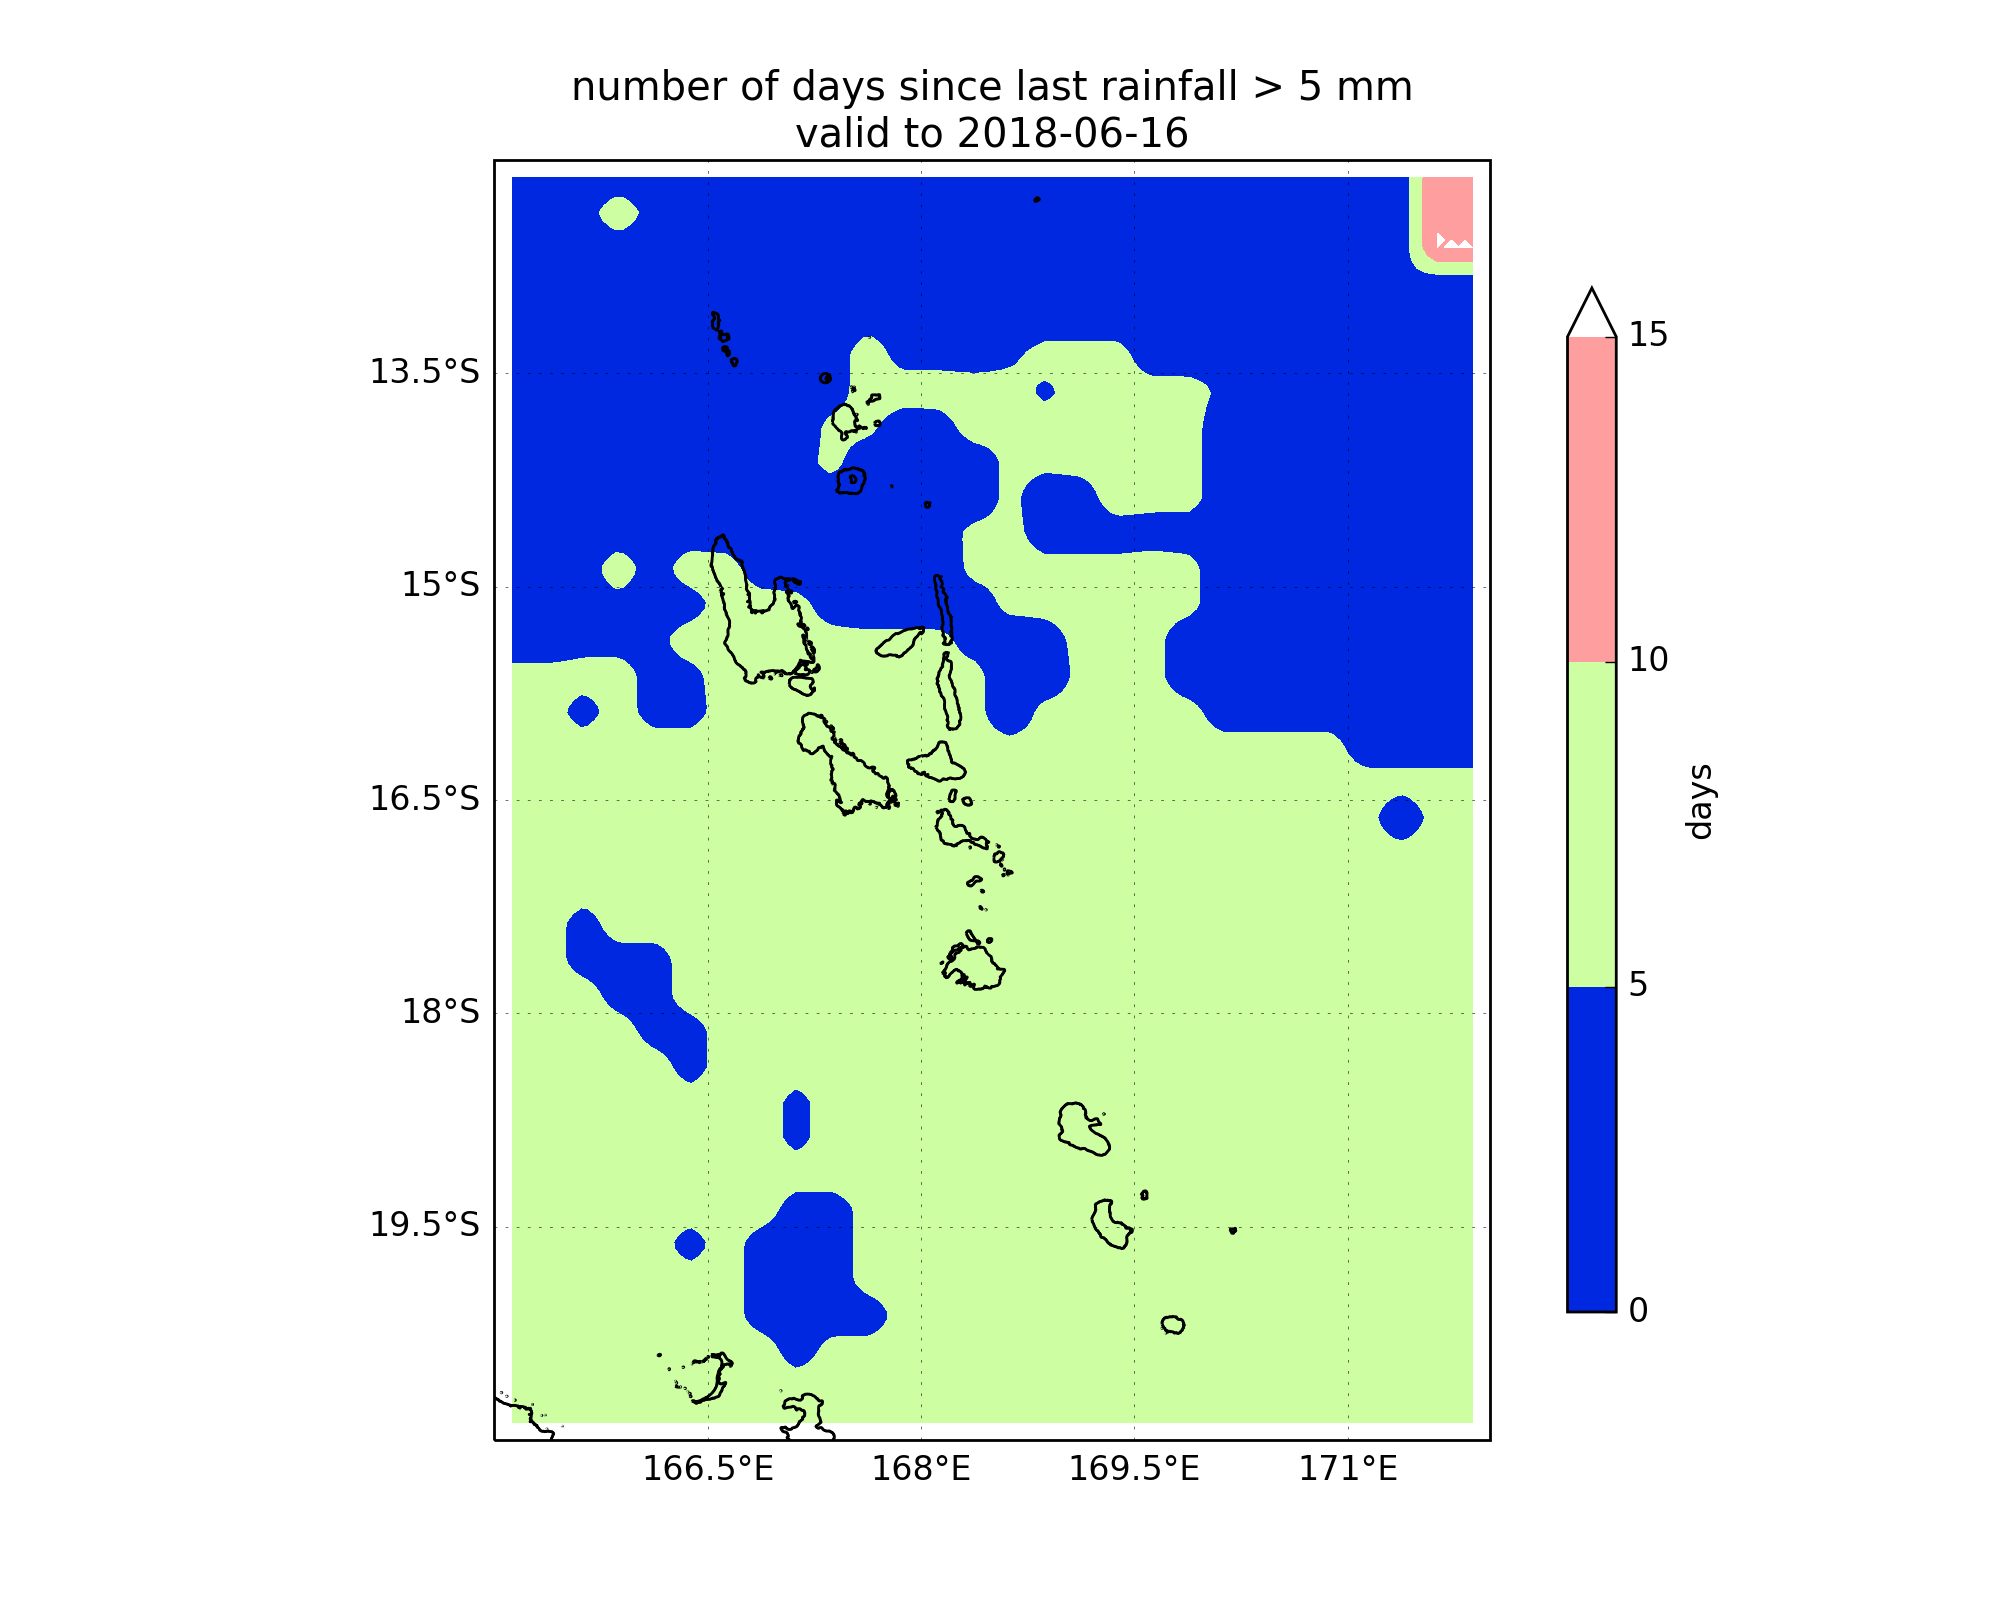 number of days since last rainfall > 5 mm
valid to 2018-06-16
13.5°S
15°S
16.5°S
18°S
19.5°S
166.5°E
168°E
169.5°E
171°E
15
10
5
0
days